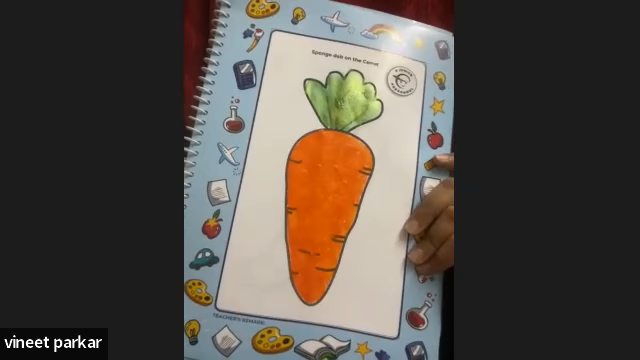 Sponge dab on the Carrot
TEACHER'S REMARK:
vineet parkar